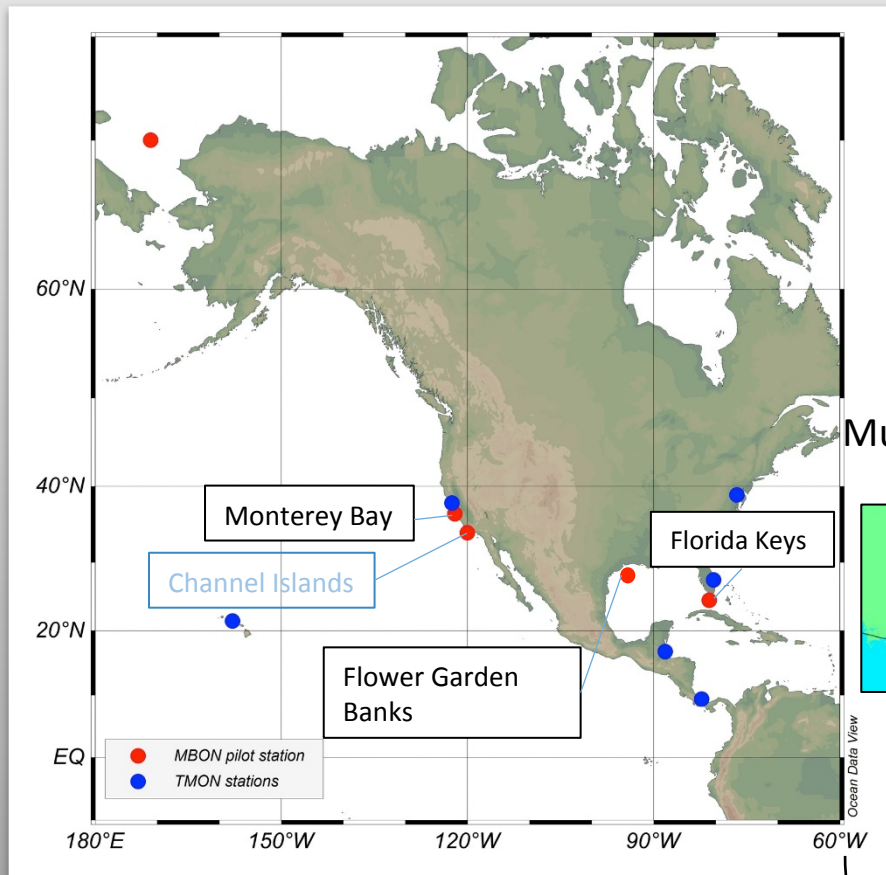 60°N
40°N
20°N
EQ
Monterey Bay
Channel Islands
Flower Garden
Banks
Florida Keys
Mu
MBON pilot station
TMON stations
Ocean Data View
180°E
150°W
120°W
90°W
60°W